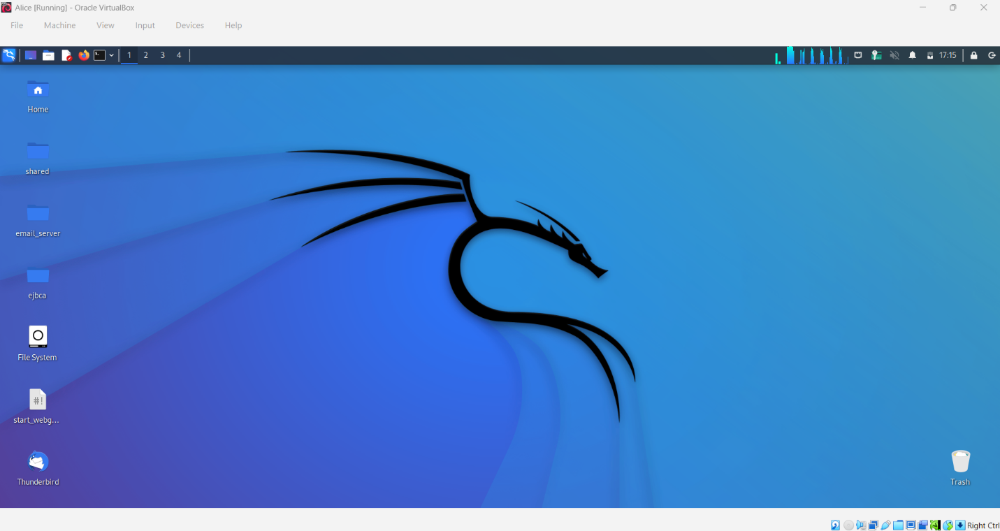 Alice [Running] - Oracle VirtualBox
File Machine View Input Devices Help
1 2 3 4 17:15
Home
shared
email_server
ejbca
File System
#!
start_webg...
Thunderbird
Trash
Right Ctrl